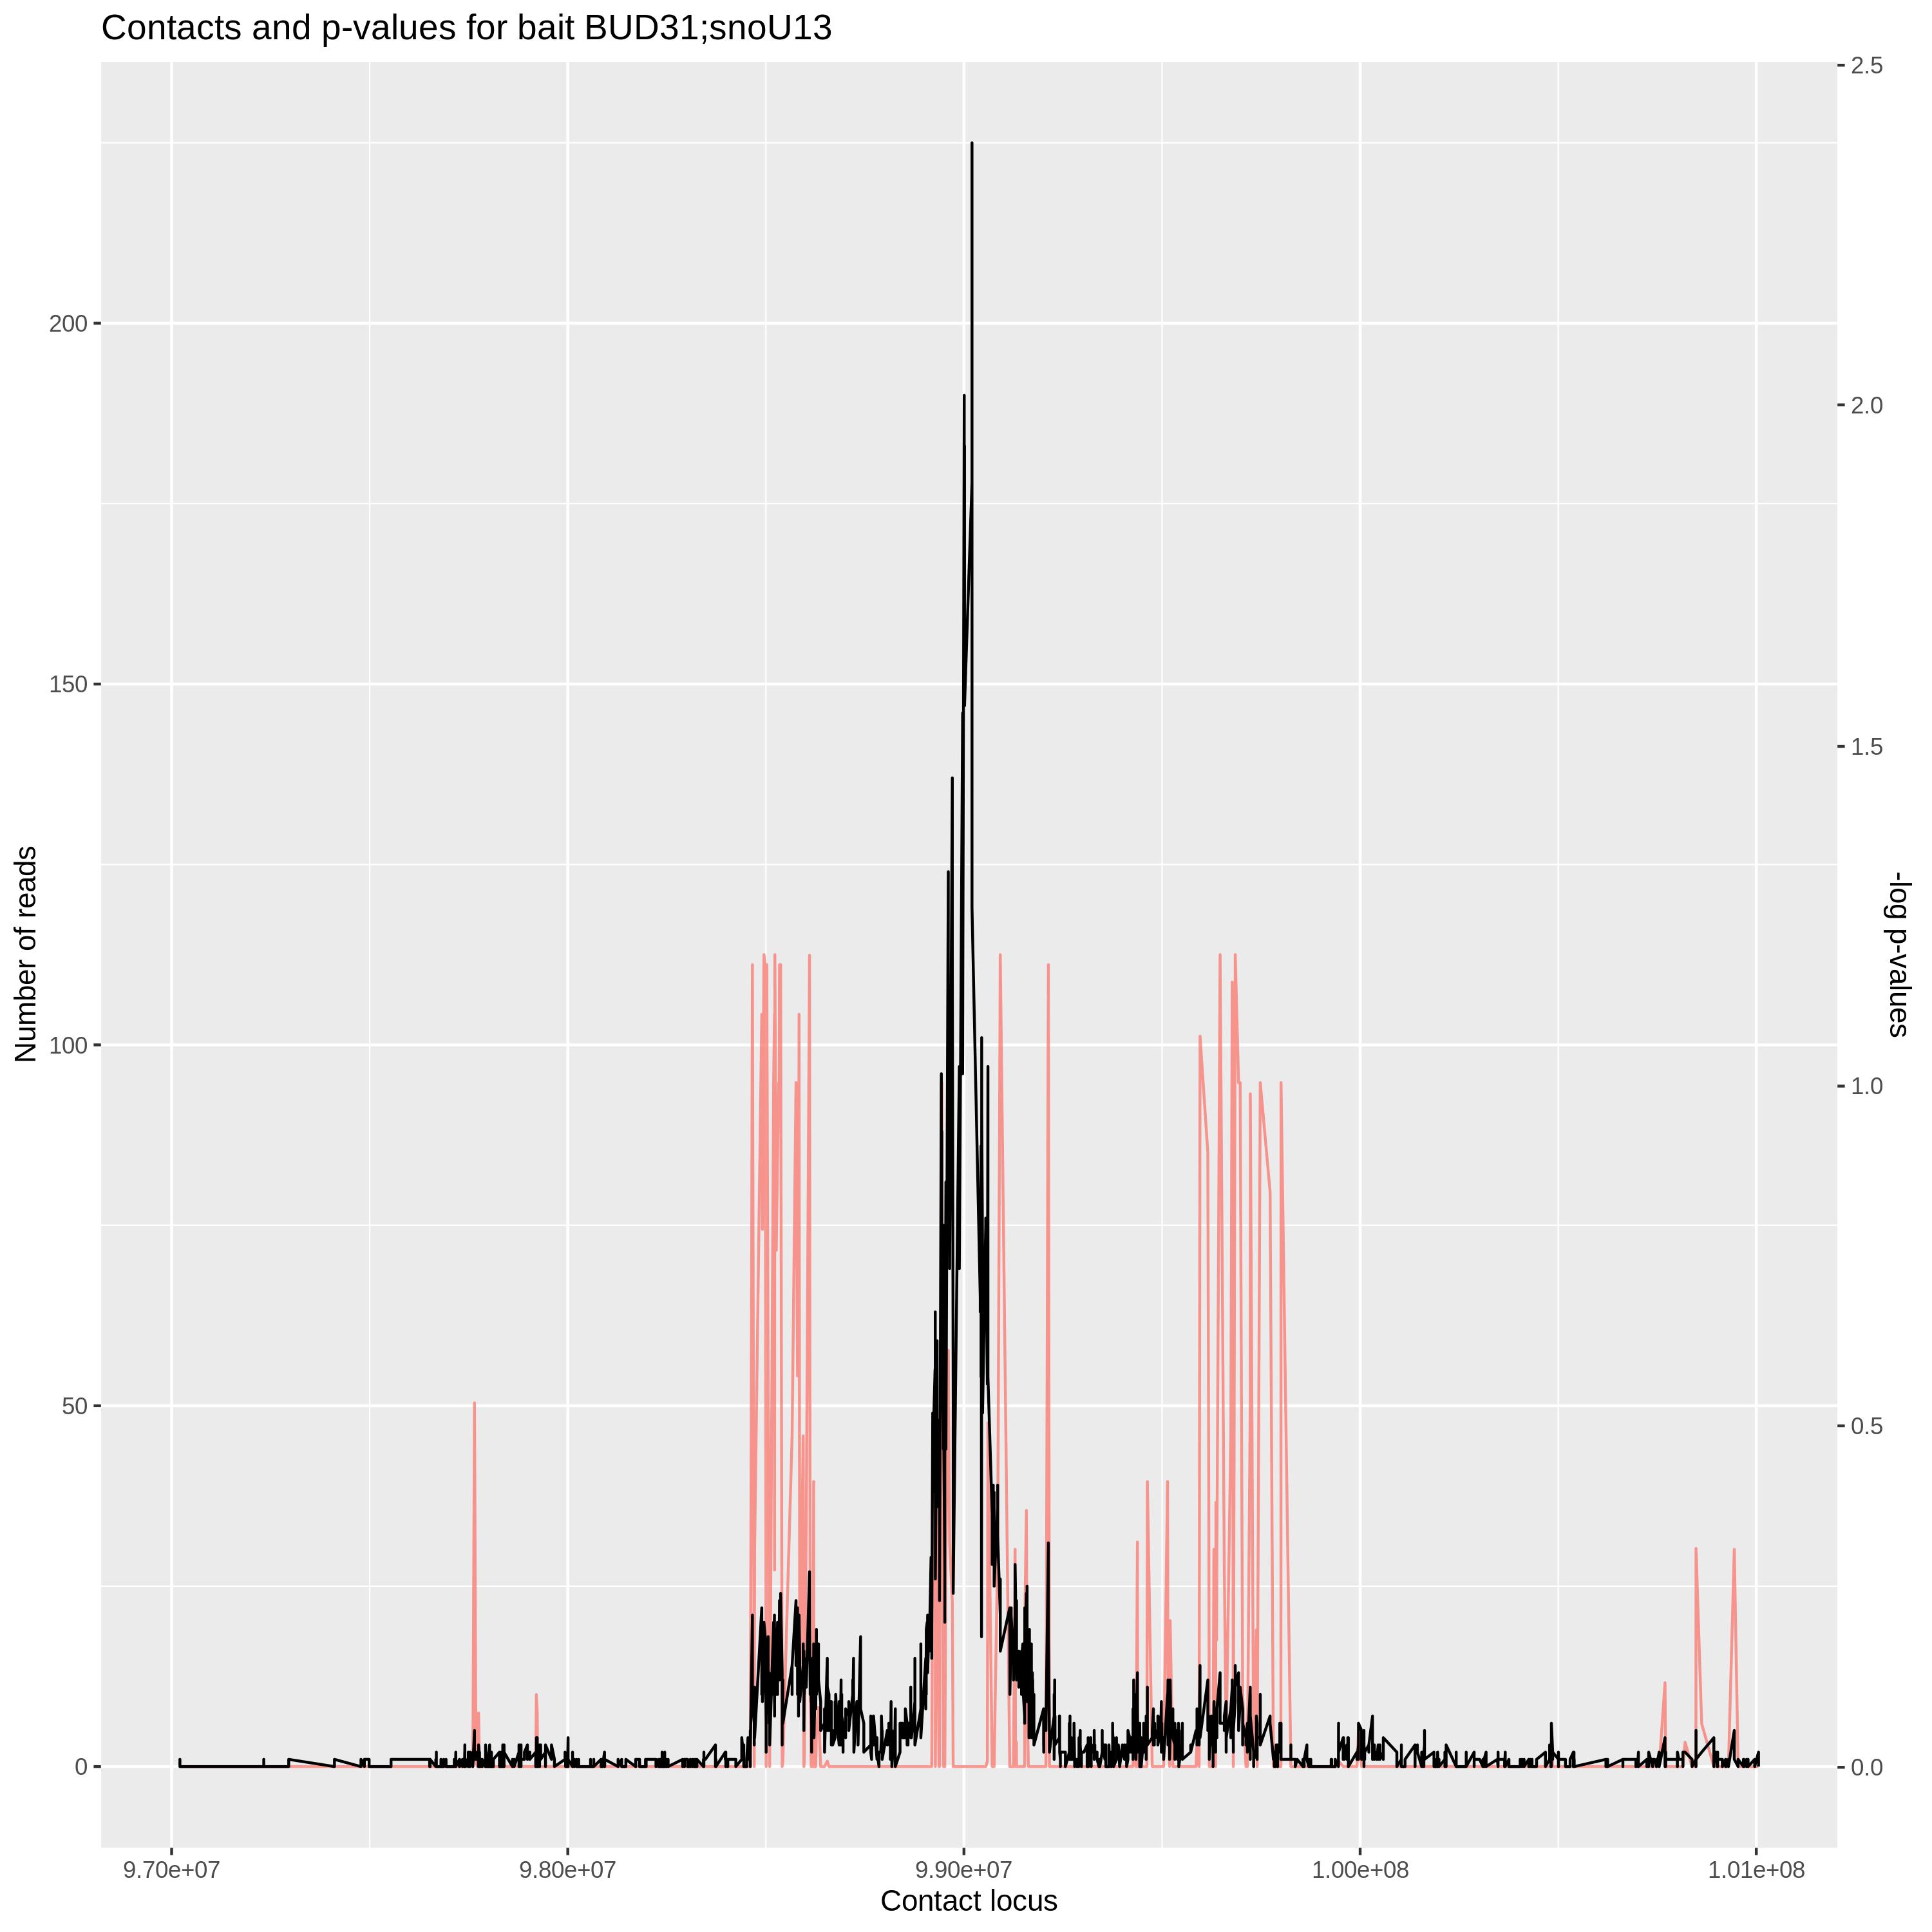 Contacts and p-values for bait BUD31;snoU13
2.5
200
2.0
150
1.5
Number of reads
-log p-values
100
1.0
50
0.5
0
0.0
9.70e+07 9.80e+07 9.90e+07 1.00e+08 1.01e+08
Contact locus